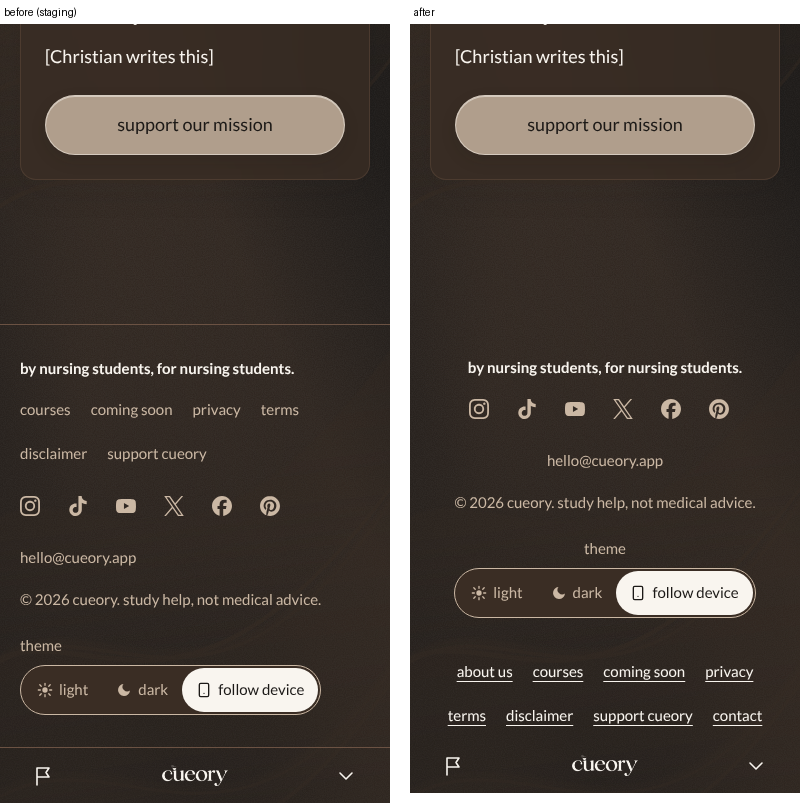 before (staging)
[Christian writes this]
support our mission
by nursing students, for nursing students.
courses coming soon privacy terms
disclaimer support cueory
hello@cueory.app
© 2026 cueory. study help, not medical advice.
theme
light dark follow device
cueory
after
[Christian writes this]
support our mission
by nursing students, for nursing students.
hello@cueory.app
© 2026 cueory. study help, not medical advice.
theme
light dark follow device
about us courses coming soon privacy
terms disclaimer support cueory contact
cueory